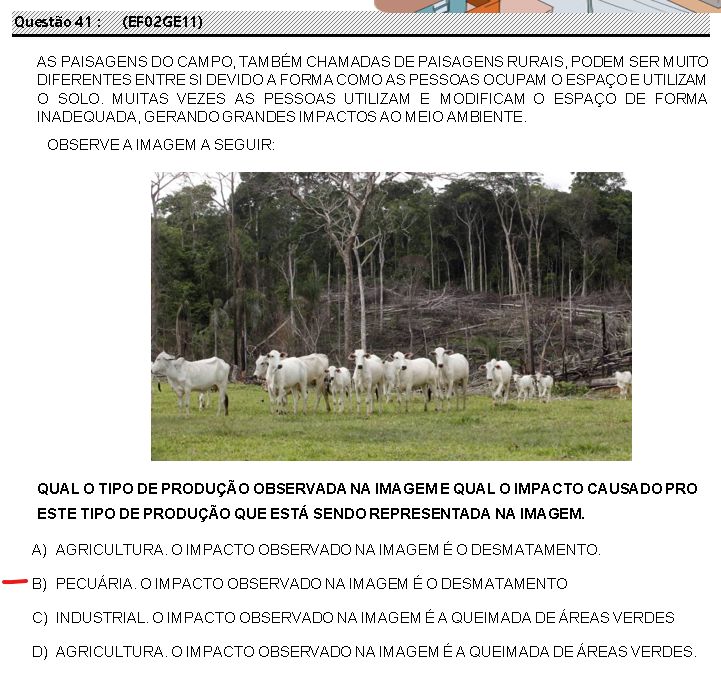 Questão 41 : (EF02GE11)
AS PAISAGENS DO CAMPO, TAMBÉM CHAMADAS DE PAISAGENS RURAIS, PODEM SER MUITO
DIFERENTES ENTRE SI DEVIDO A FORMA COMO AS PESSOAS OCUPAM O ESPAÇO E UTILIZAM
O SOLO. MUITAS VEZES AS PESSOAS UTILIZAM E MODIFICAM O ESPAÇO DE FORMA
INADEQUADA, GERANDO GRANDES IMPACTOS AO MEIO AMBIENTE.
OBSERVE A IMAGEM A SEGUIR:
QUAL O TIPO DE PRODUÇÃO OBSERVADA NA IMAGEM E QUAL O IMPACTO CAUSADO PRO
ESTE TIPO DE PRODUÇÃO QUE ESTÁ SENDO REPRESENTADA NA IMAGEM.
A) AGRICULTURA. O IMPACTO OBSERVADO NA IMAGEM É O DESMATAMENTO.
B) PECUÁRIA. O IMPACTO OBSERVADO NA IMAGEM É O DESMATAMENTO
C) INDUSTRIAL. O IMPACTO OBSERVADO NA IMAGEM É A QUEIMADA DE ÁREAS VERDES
D) AGRICULTURA. O IMPACTO OBSERVADO NA IMAGEM É A QUEIMADA DE ÁREAS VERDES.